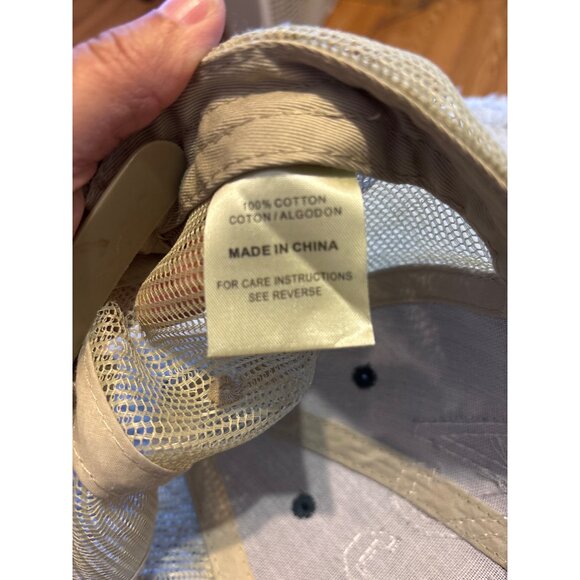 100% COTTON
COTON/ALGODON
MADE IN CHINA
FOR CARE INSTRUCTIONS
SEE REVERSE